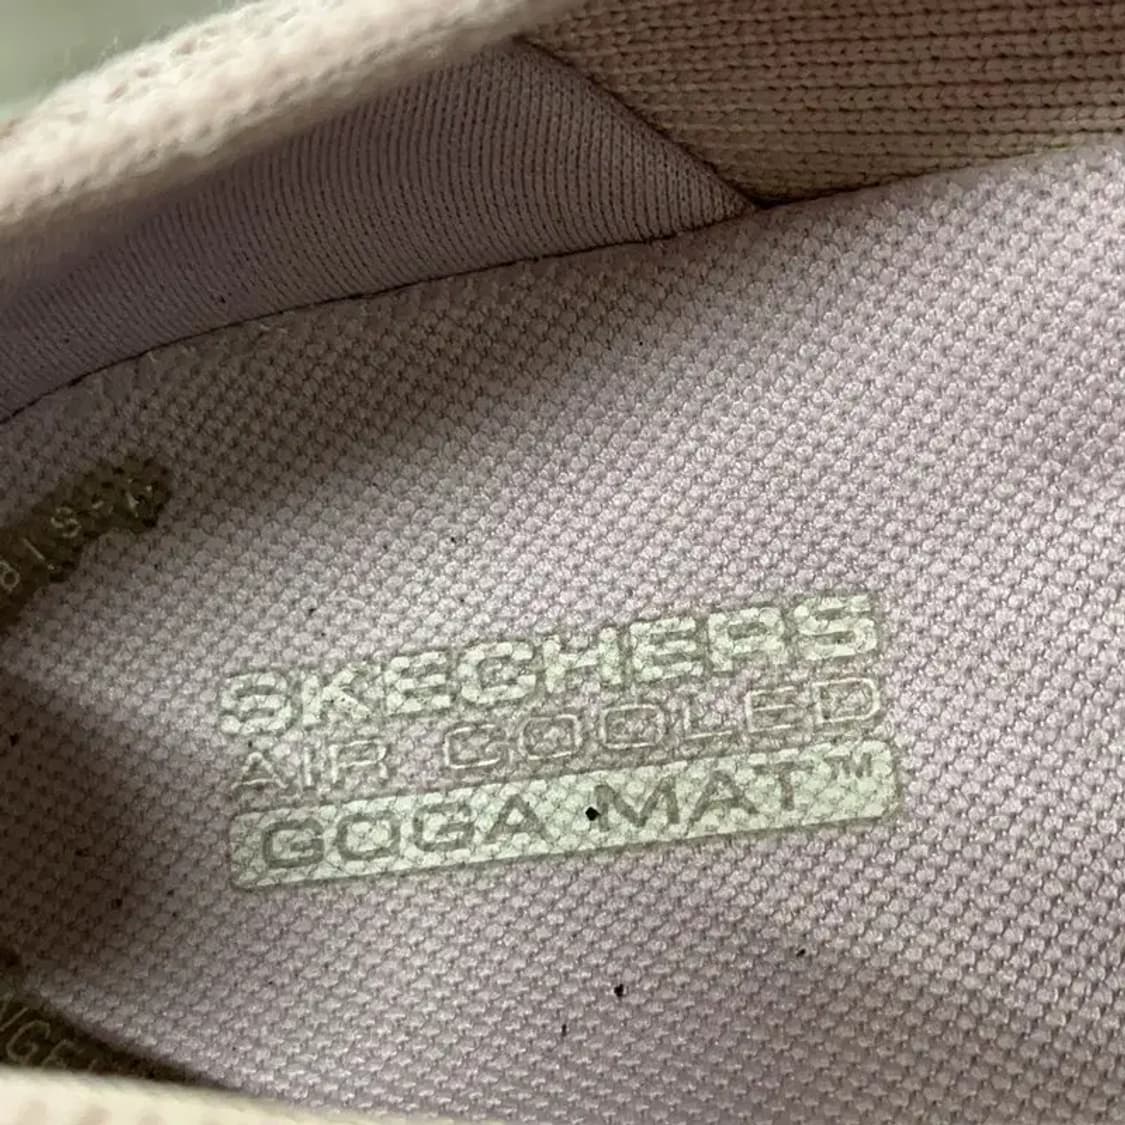 SKECHERS
AIR COOLED
GOGA MAT™